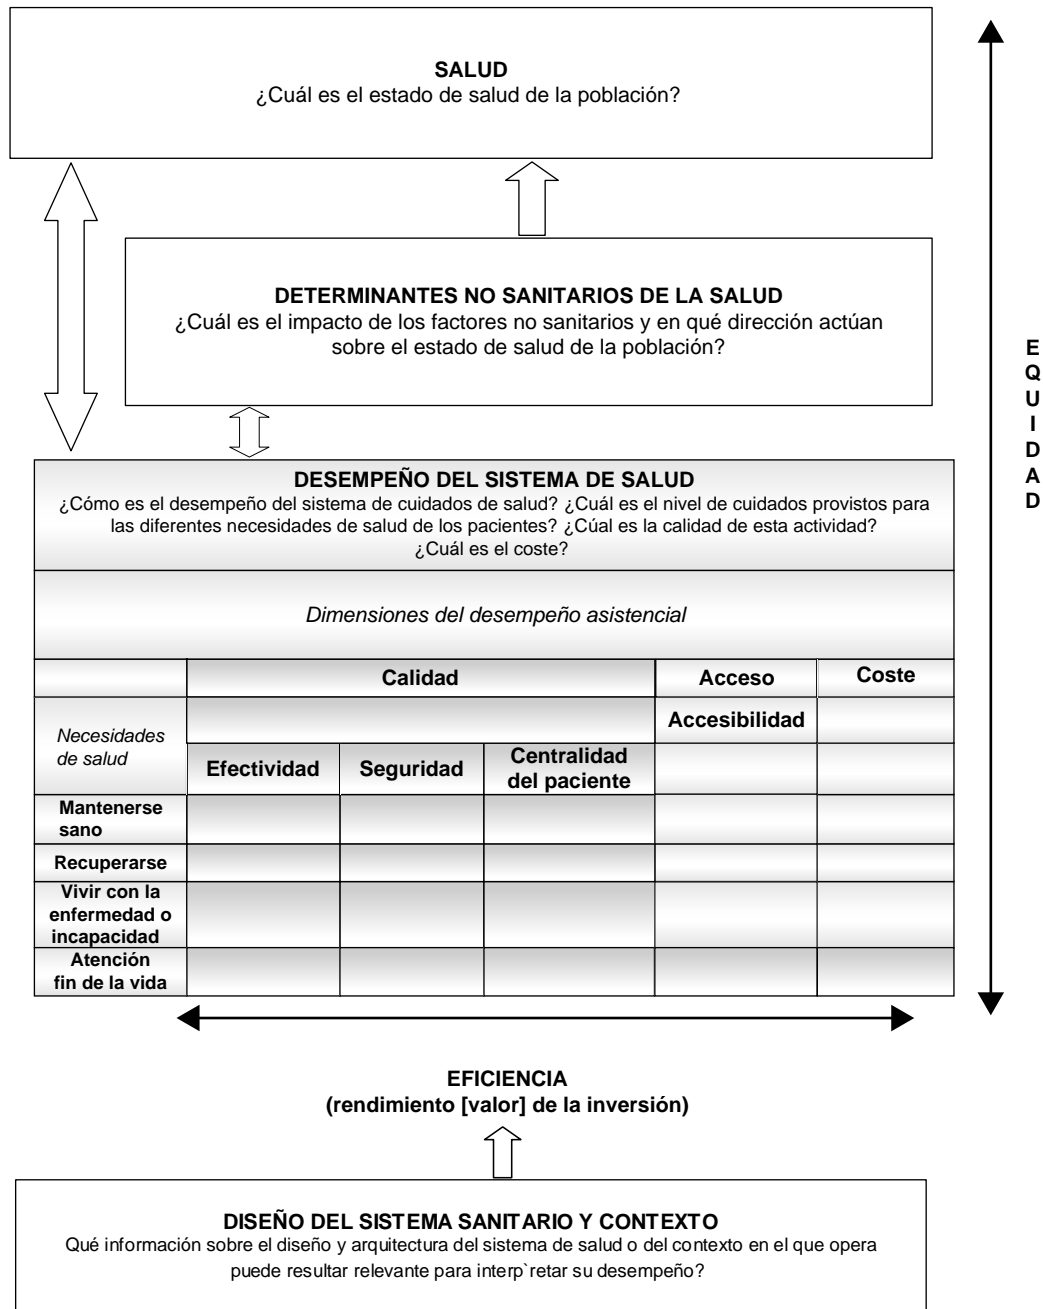 SALUD
¿Cuál es el estado de salud de la población?
DETERMINANTES NO SANITARIOS DE LA SALUD
¿Cuál es el impacto de los factores no sanitarios y en qué dirección actúan
sobre el estado de salud de la población?
E
Q
U
I
D
A
D
DESEMPEÑO DEL SISTEMA DE SALUD
¿Cómo es el desempeño del sistema de cuidados de salud? ¿Cuál es el nivel de cuidados provistos para
las diferentes necesidades de salud de los pacientes? ¿Cúal es la calidad de esta actividad?
¿Cuál es el coste?
Dimensiones del desempeño asistencial
Calidad
Acceso
Coste
Necesidades
de salud
Accesibilidad
Efectividad
Seguridad
Centralidad
del paciente
Mantenerse
sano
Recuperarse
Vivir con la
enfermedad o
incapacidad
Atención
fin de la vida
EFICIENCIA
(rendimiento [valor] de la inversión)
DISEÑO DEL SISTEMA SANITARIO Y CONTEXTO
Qué información sobre el diseño y arquitectura del sistema de salud o del contexto en el que opera
puede resultar relevante para interp`retar su desempeño?